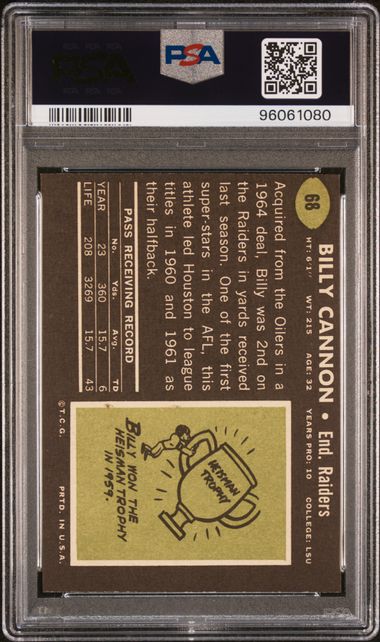 PSA
PSA
96061080
68
BILLY CANNON • End. Raiders
HT: 6'1" WT: 215 AGE: 32 YEARS PRO: 10 COLLEGE: LSU
Acquired from the Oilers in a
1964 deal, Billy was 2nd on
the Raiders in yards received
last season. One of the first
super-stars in the AFL, this
athlete led Houston to league
titles in 1960 and 1961 as
their halfback.
PASS RECEIVING RECORD
No. Yds. Avg. TD
YEAR 23 360 15.7 6
LIFE 208 3269 15.7 43
HEISMAN
TROPHY
BILLY WON THE
HEISMAN TROPHY
IN 1959.
©T.C.G. PRTD. IN U.S.A.